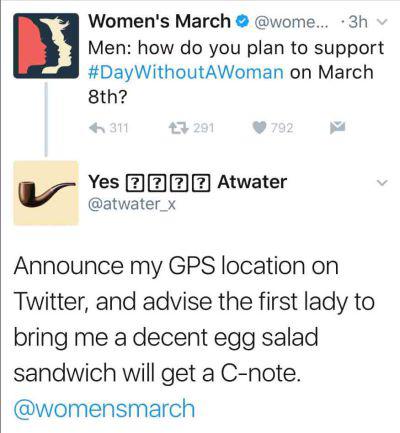 Women's March @wome... · 3h
Men: how do you plan to support
#DayWithoutAWoman on March
8th?
311 291 792
Yes ???? Atwater
@atwater_x
Announce my GPS location on
Twitter, and advise the first lady to
bring me a decent egg salad
sandwich will get a C-note.
@womensmarch